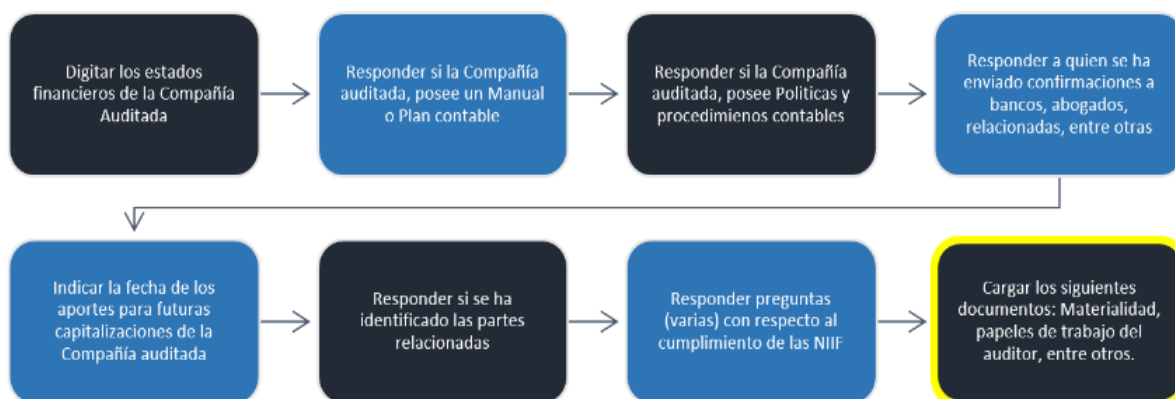 Digitar los estados
financieros de la Compañía
Auditada
Responder si la Compañía
auditada, posee un Manual
o Plan contable
Responder si la Compañía
auditada, posee Politicas y
procedimienos contables
Responder a quien se ha
enviado confirmaciones a
bancos, abogados,
relacionadas, entre otras
Indicar la fecha de los
aportes para futuras
capitalizaciones de la
Compañía auditada
Responder si se ha
identificado las partes
relacionadas
Responder preguntas
(varias) con respecto al
cumplimiento de las NIIF
Cargar los siguientes
documentos: Materialidad,
papeles de trabajo del
auditor, entre otros.